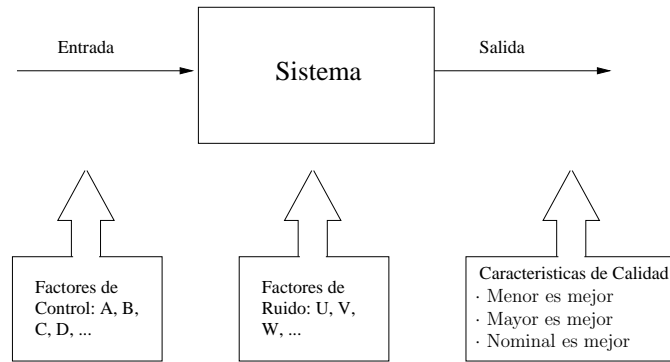 Entrada
Sistema
Salida
Factores de
Control: A, B,
C, D, ...
Factores de
Ruido: U, V,
W, ...
Caracteristicas de Calidad
· Menor es mejor
· Mayor es mejor
· Nominal es mejor